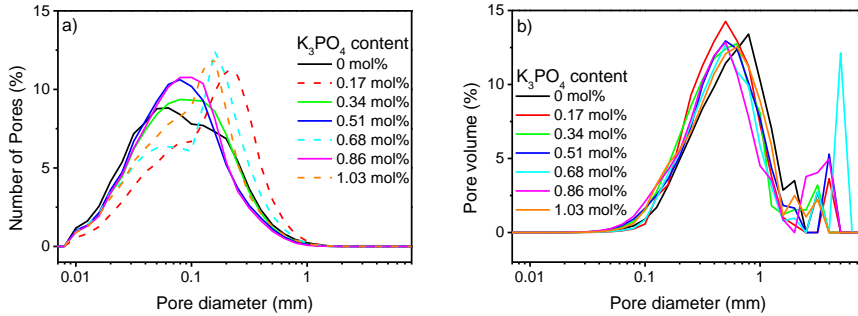 a)
K₃PO₄ content
0 mol%
0.17 mol%
0.34 mol%
0.51 mol%
0.68 mol%
0.86 mol%
1.03 mol%
15
10
5
0
Number of Pores (%)
0.01 0.1 1
Pore diameter (mm)
b)
K₃PO₄ content
0 mol%
0.17 mol%
0.34 mol%
0.51 mol%
0.68 mol%
0.86 mol%
1.03 mol%
15
10
5
0
Pore volume (%)
0.01 0.1 1
Pore diameter (mm)